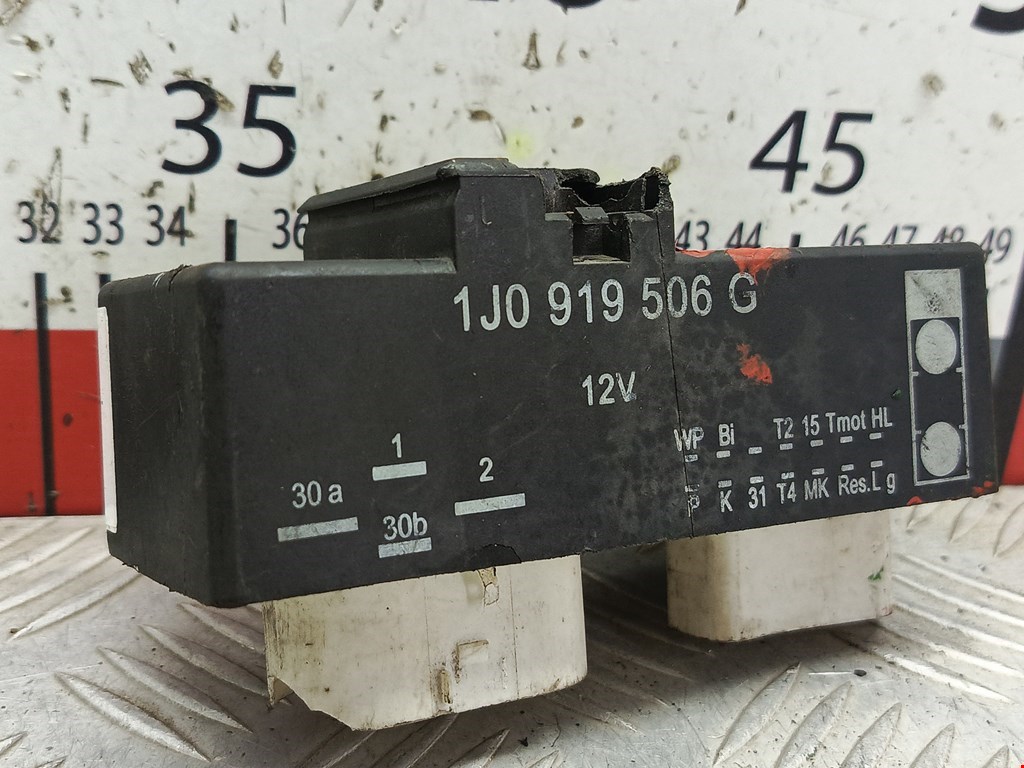 35
45
32 33 34 36 43 44 46 47 48 49
1J0 919 506 G
12V
WP Bi T2 15 Tmot HL
1
2
30 a
30b
P K 31 T4 MK Res. L g